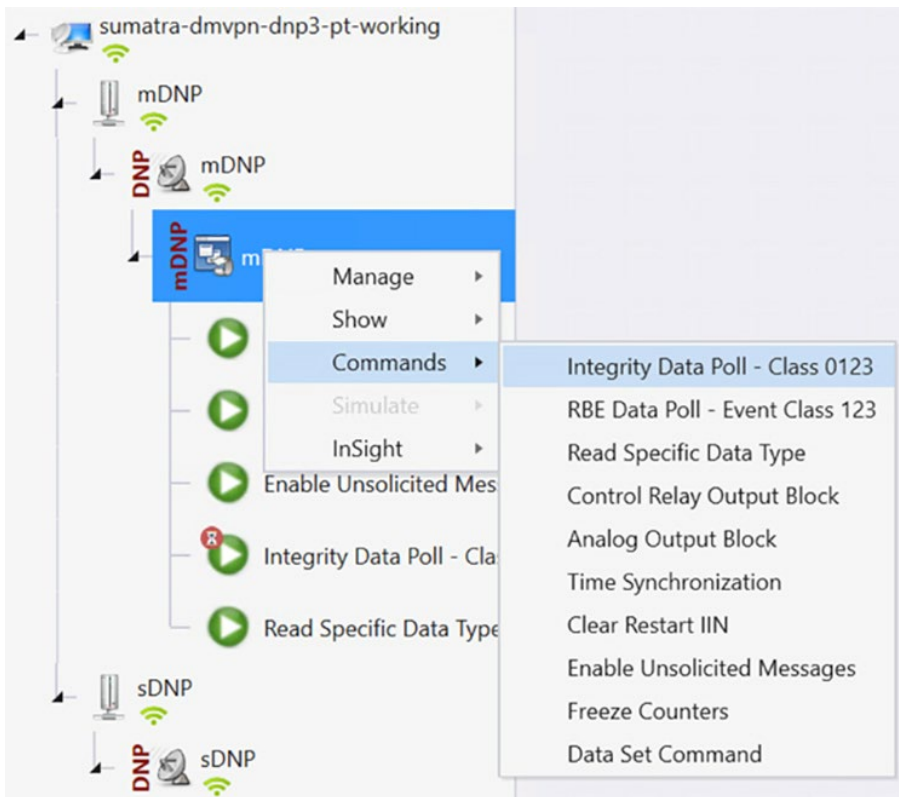 sumatra-dmvpn-dnp3-pt-working
mDNP
DNP
mDNP
mDNP
Manage
Show
Commands
Simulate
InSight
Integrity Data Poll - Class 0123
RBE Data Poll - Event Class 123
Read Specific Data Type
Control Relay Output Block
Analog Output Block
Time Synchronization
Clear Restart IIN
Enable Unsolicited Messages
Freeze Counters
Data Set Command
Enable Unsolicited Mes
Integrity Data Poll - Cla
Read Specific Data Type
sDNP
DNP
sDNP